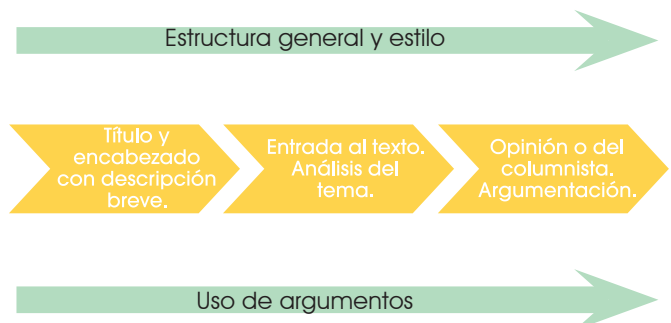 Estructura general y estilo
Título y
encabezado
con descripción
breve.
Entrada al texto.
Análisis del
tema.
Opinión o del
columnista.
Argumentación.
Uso de argumentos